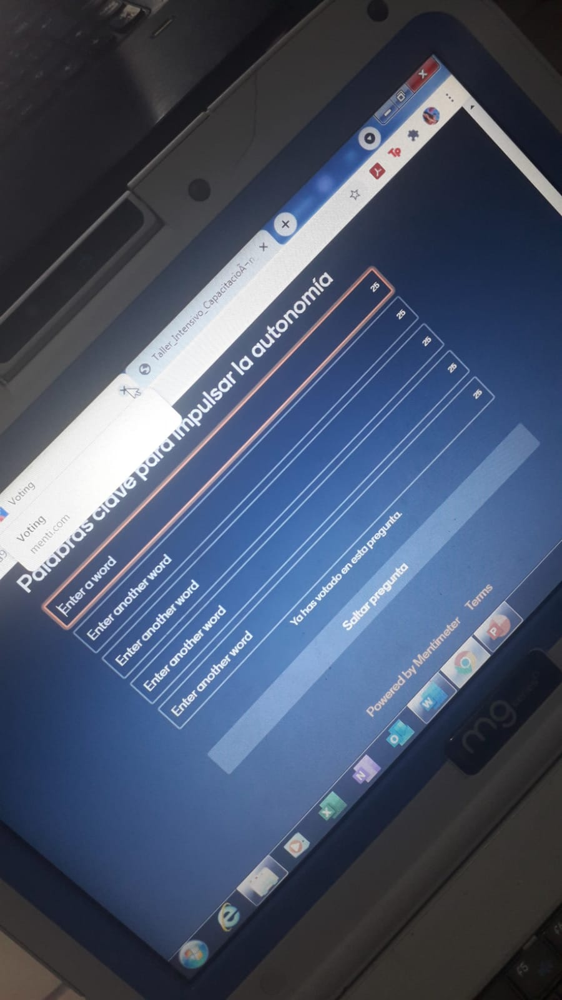 Voting
Taller_Intensivo_CapacitacioÃ¬n
Voting
menti.com
Palabras clave para impulsar la autonomía
Enter a word 25
Enter another word 25
Enter another word 25
Enter another word 25
Enter another word 25
Ya has votado en esta pregunta.
Saltar pregunta
Powered by Mentimeter Terms
mg
F5